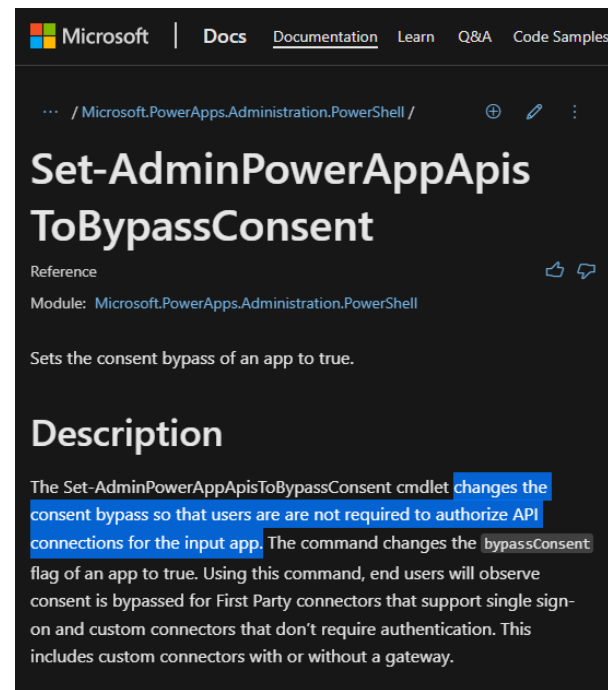 Microsoft | Docs Documentation Learn Q&A Code Samples
··· / Microsoft.PowerApps.Administration.PowerShell /
Set-AdminPowerAppApis
ToBypassConsent
Reference
Module: Microsoft.PowerApps.Administration.PowerShell
Sets the consent bypass of an app to true.
Description
The Set-AdminPowerAppApisToBypassConsent cmdlet changes the
consent bypass so that users are are not required to authorize API
connections for the input app. The command changes the bypassConsent
flag of an app to true. Using this command, end users will observe
consent is bypassed for First Party connectors that support single sign-
on and custom connectors that don't require authentication. This
includes custom connectors with or without a gateway.